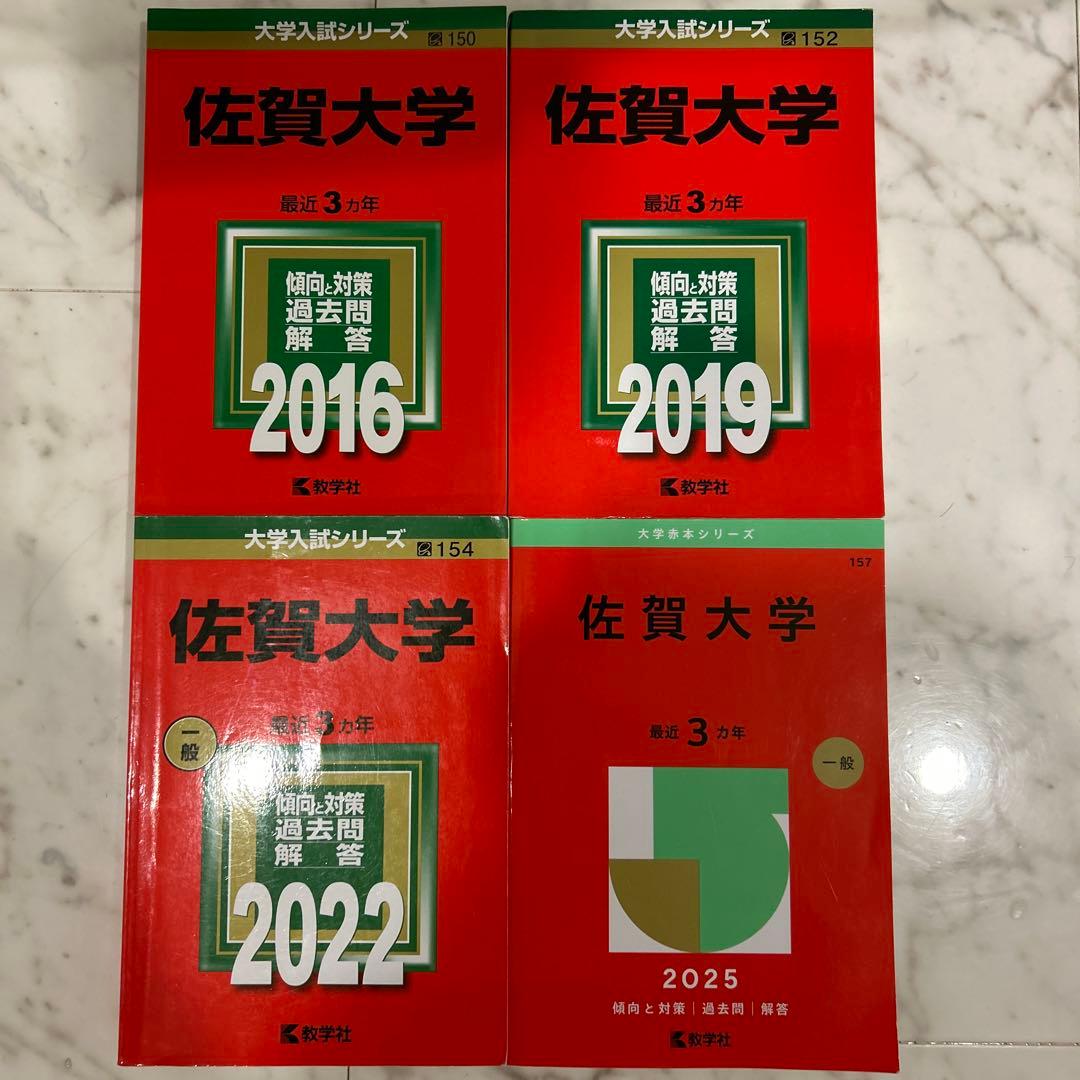 大学入試シリーズ
150
佐賀大学
最近3カ年
傾向と対策
過去問
解答
2016
教学社
大学入試シリーズ
152
佐賀大学
最近3カ年
傾向と対策
過去問
解答
2019
教学社
大学入試シリーズ
154
佐賀大学
最近3カ年
一般
傾向と対策
過去問
解答
2022
教学社
大学赤本シリーズ
157
佐賀大学
最近3カ年
一般
2025
傾向と対策|過去問|解答
教学社